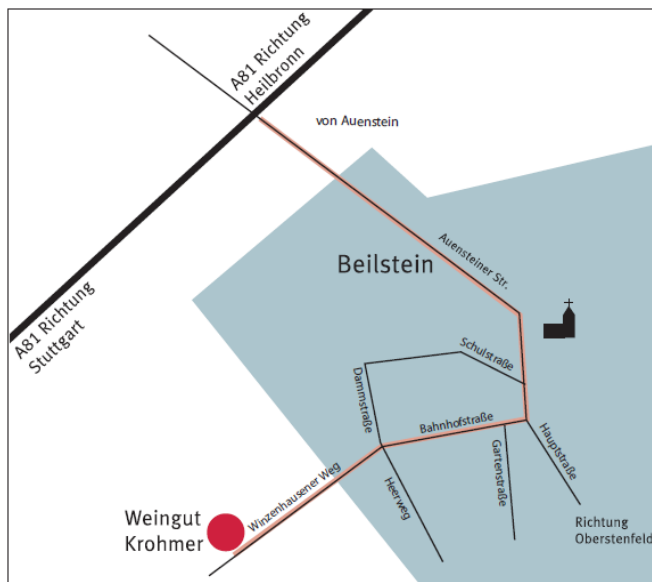 A81 Richtung
Heilbronn
von Auenstein
Beilstein
Auensteiner Str.
A81 Richtung
Stuttgart
Schulstraße
Dammstraße
Bahnhofstraße
Hauptstraße
Gartenstraße
Heerweg
Winzenhausener Weg
Weingut
Krohmer
Richtung
Oberstenfeld